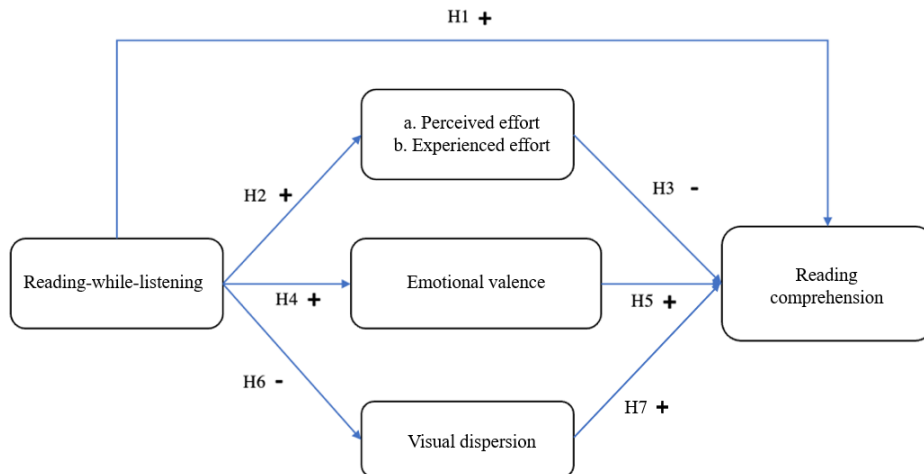 H1 +
a. Perceived effort
b. Experienced effort
H2 +
H3 -
Reading-while-listening
Emotional valence
Reading
comprehension
H4 +
H5 +
H6 -
H7 +
Visual dispersion